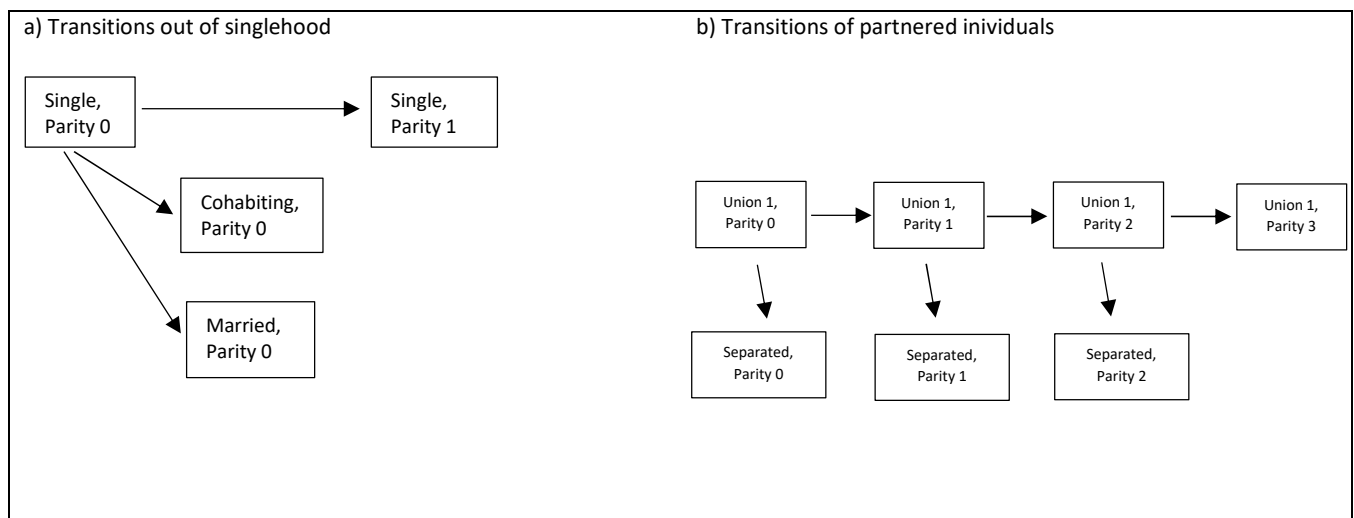 a) Transitions out of singlehood
Single,
Parity 0
Single,
Parity 1
Cohabiting,
Parity 0
Married,
Parity 0
b) Transitions of partnered inividuals
Union 1,
Parity 0
Union 1,
Parity 1
Union 1,
Parity 2
Union 1,
Parity 3
Separated,
Parity 0
Separated,
Parity 1
Separated,
Parity 2